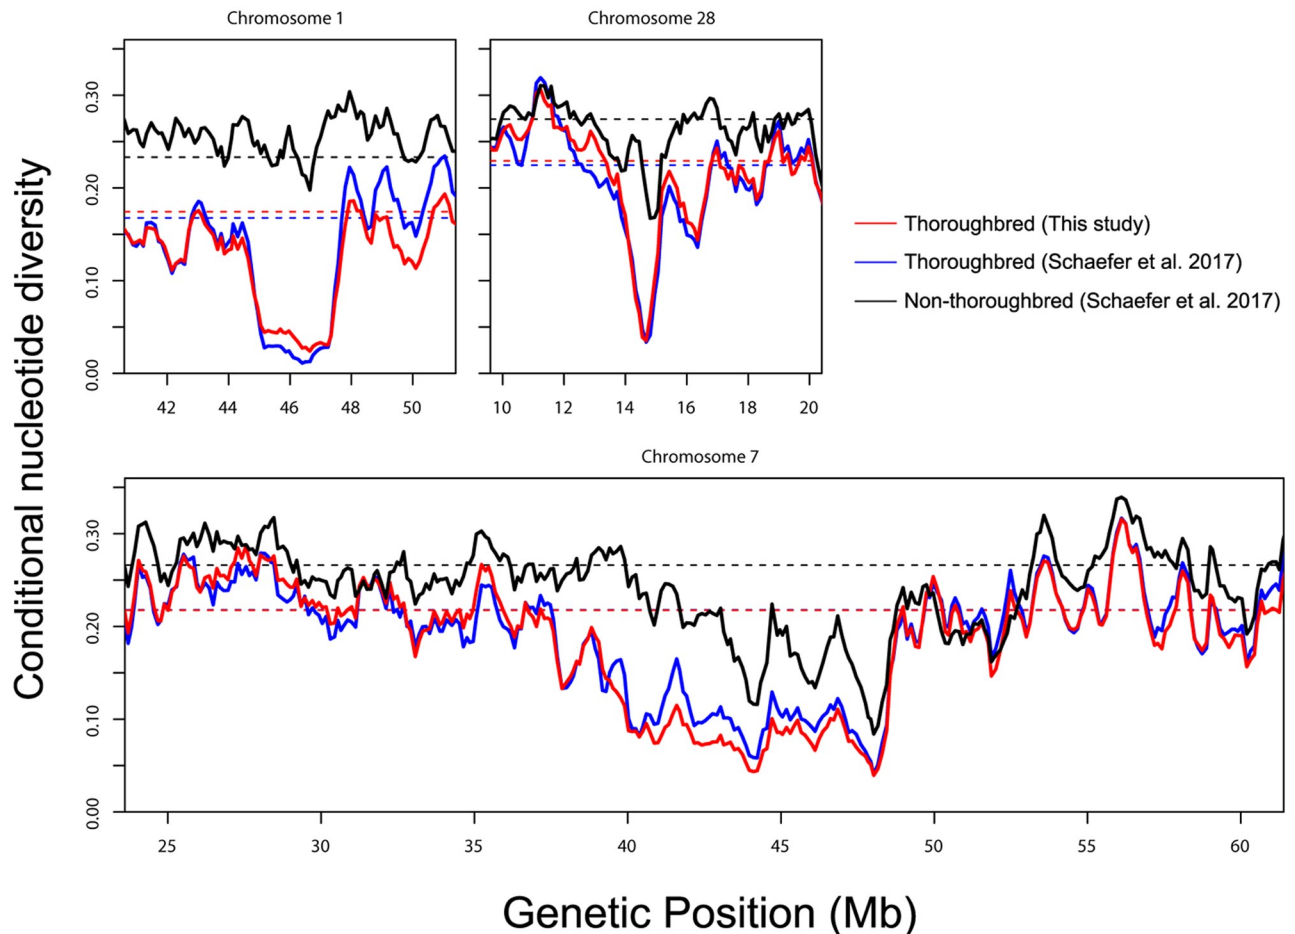 Chromosome 1
Chromosome 28
0.30
0.20
0.10
0.00
42 44 46 48 50
10 12 14 16 18 20
Thoroughbred (This study)
Thoroughbred (Schaefer et al. 2017)
Non-thoroughbred (Schaefer et al. 2017)
Conditional nucleotide diversity
Chromosome 7
0.30
0.20
0.10
0.00
25 30 35 40 45 50 55 60
Genetic Position (Mb)